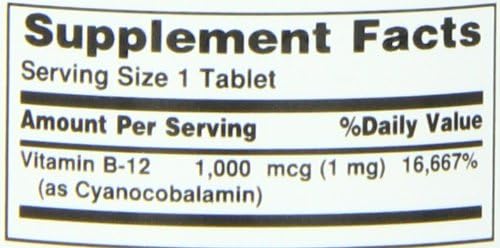 Supplement Facts
Serving Size 1 Tablet
Amount Per Serving %Daily Value
Vitamin B-12 1,000 mcg (1 mg) 16,667%
(as Cyanocobalamin)